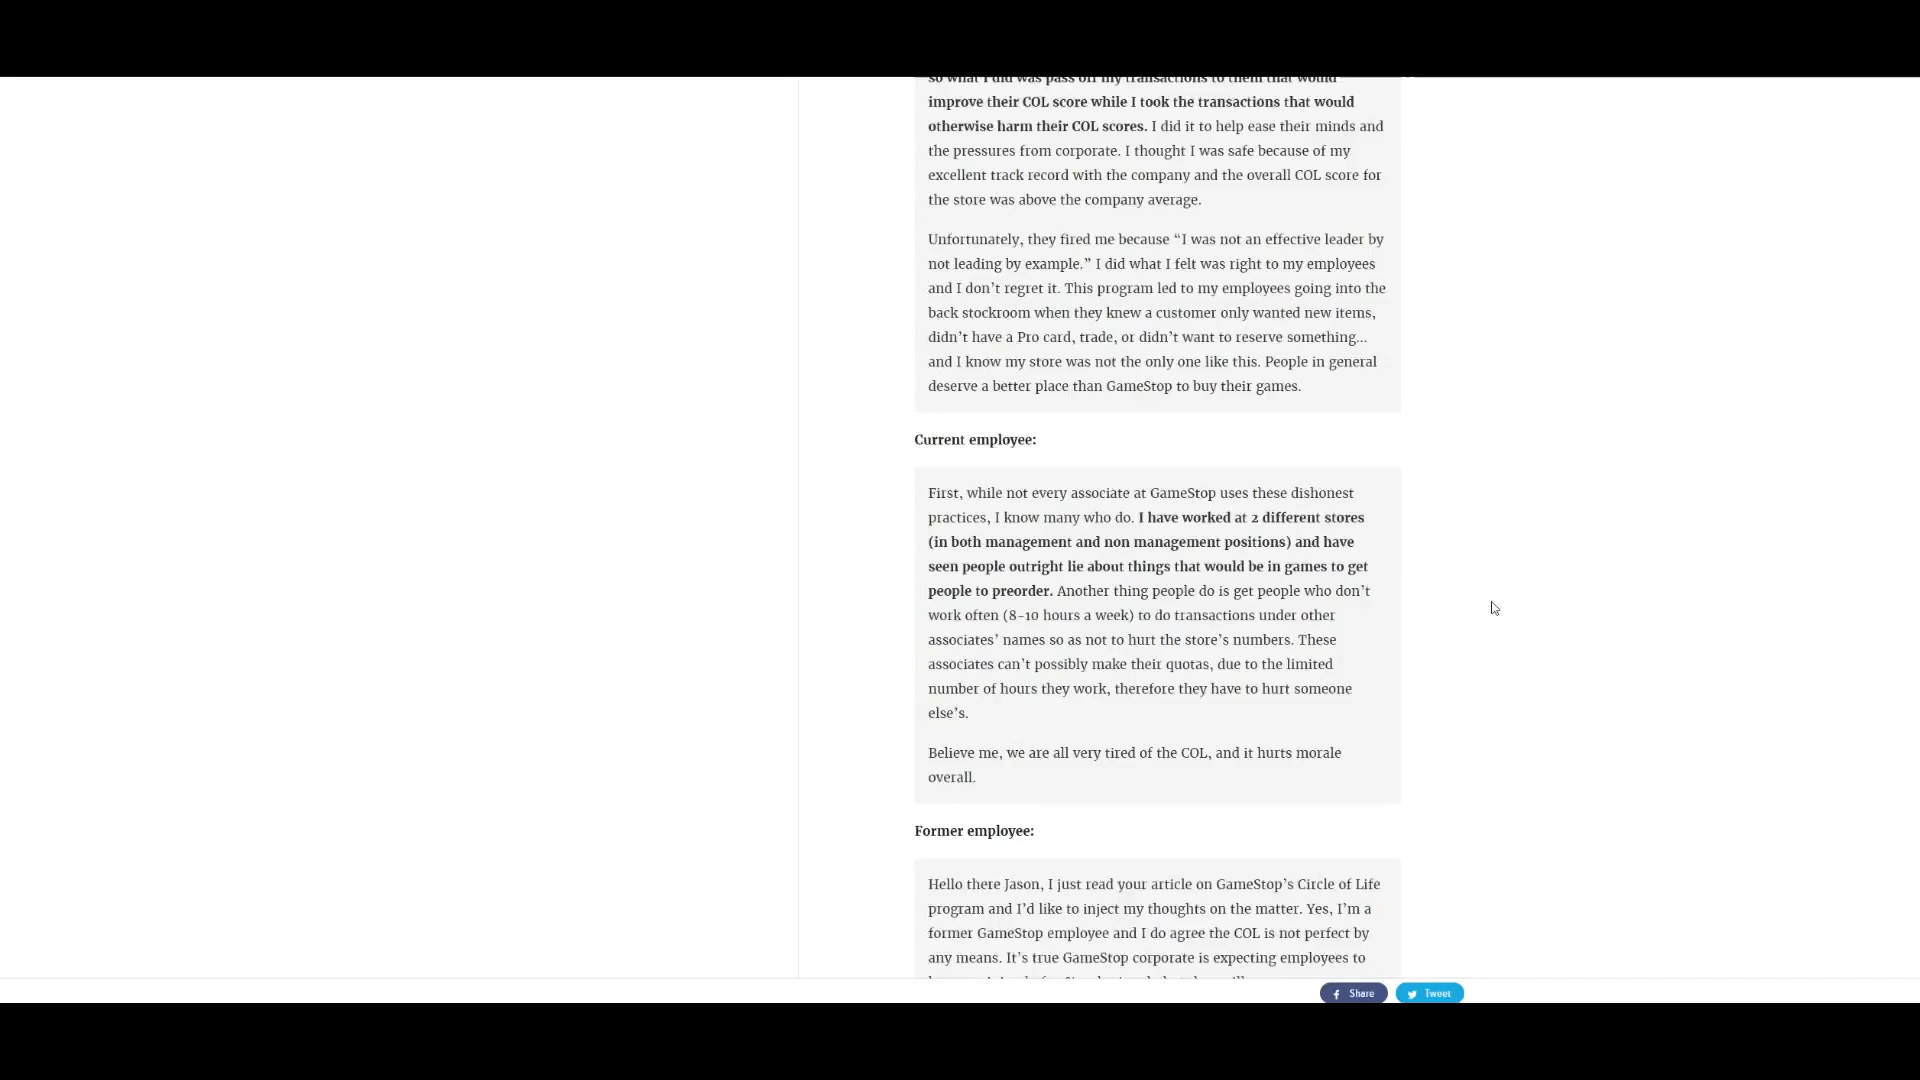 so what I did was pass off my transactions to them that would
improve their COL score while I took the transactions that would
otherwise harm their COL scores. I did it to help ease their minds and
the pressures from corporate. I thought I was safe because of my
excellent track record with the company and the overall COL score for
the store was above the company average.
Unfortunately, they fired me because “I was not an effective leader by
not leading by example.” I did what I felt was right to my employees
and I don’t regret it. This program led to my employees going into the
back stockroom when they knew a customer only wanted new items,
didn’t have a Pro card, trade, or didn’t want to reserve something...
and I know my store was not the only one like this. People in general
deserve a better place than GameStop to buy their games.
Current employee:
First, while not every associate at GameStop uses these dishonest
practices, I know many who do. I have worked at 2 different stores
(in both management and non management positions) and have
seen people outright lie about things that would be in games to get
people to preorder. Another thing people do is get people who don’t
work often (8-10 hours a week) to do transactions under other
associates’ names so as not to hurt the store’s numbers. These
associates can’t possibly make their quotas, due to the limited
number of hours they work, therefore they have to hurt someone
else’s.
Believe me, we are all very tired of the COL, and it hurts morale
overall.
Former employee:
Hello there Jason, I just read your article on GameStop’s Circle of Life
program and I’d like to inject my thoughts on the matter. Yes, I’m a
former GameStop employee and I do agree the COL is not perfect by
any means. It’s true GameStop corporate is expecting employees to
Share
Tweet